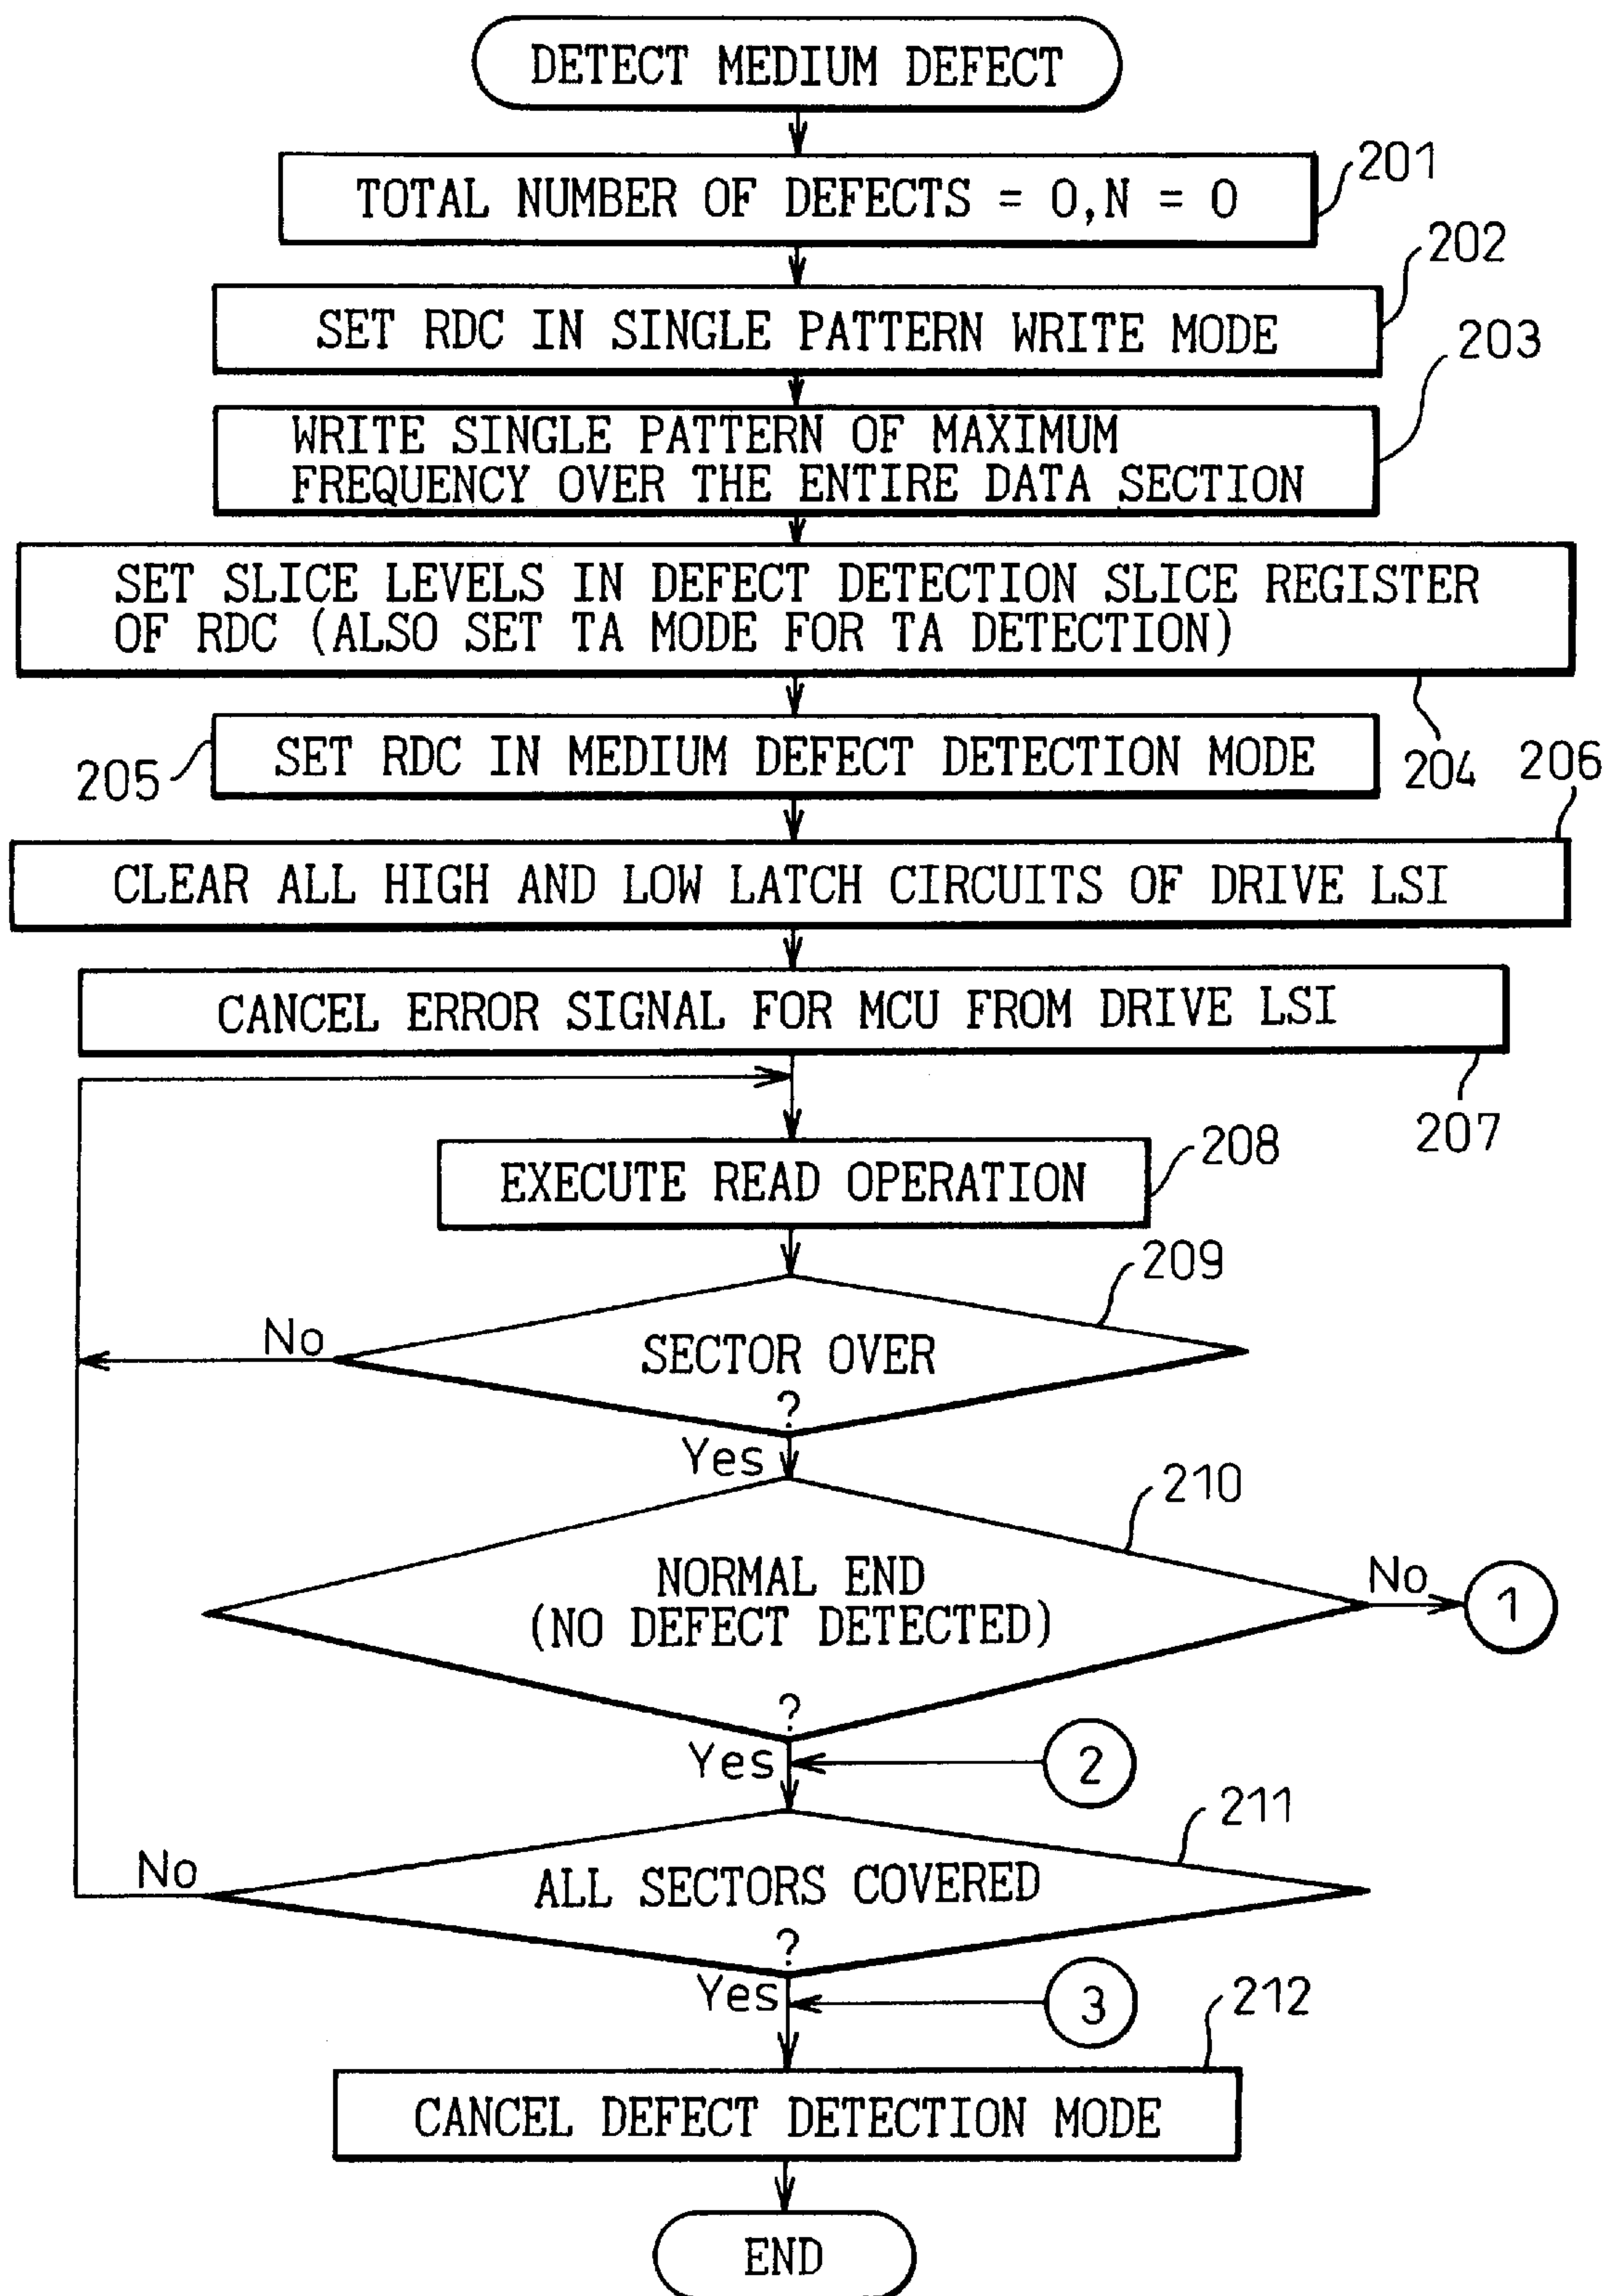 DETECT MEDIUM DEFECT
TOTAL NUMBER OF DEFECTS = 0,N = 0
201
SET RDC IN SINGLE PATTERN WRITE MODE
202
WRITE SINGLE PATTERN OF MAXIMUM
FREQUENCY OVER THE ENTIRE DATA SECTION
203
SET SLICE LEVELS IN DEFECT DETECTION SLICE REGISTER
OF RDC (ALSO SET TA MODE FOR TA DETECTION)
204
205
SET RDC IN MEDIUM DEFECT DETECTION MODE
206
CLEAR ALL HIGH AND LOW LATCH CIRCUITS OF DRIVE LSI
CANCEL ERROR SIGNAL FOR MCU FROM DRIVE LSI
207
EXECUTE READ OPERATION
208
209
No
SECTOR OVER
?
Yes
210
NORMAL END
(NO DEFECT DETECTED)
?
No
1
Yes
2
211
No
ALL SECTORS COVERED
?
Yes
3
212
CANCEL DEFECT DETECTION MODE
END